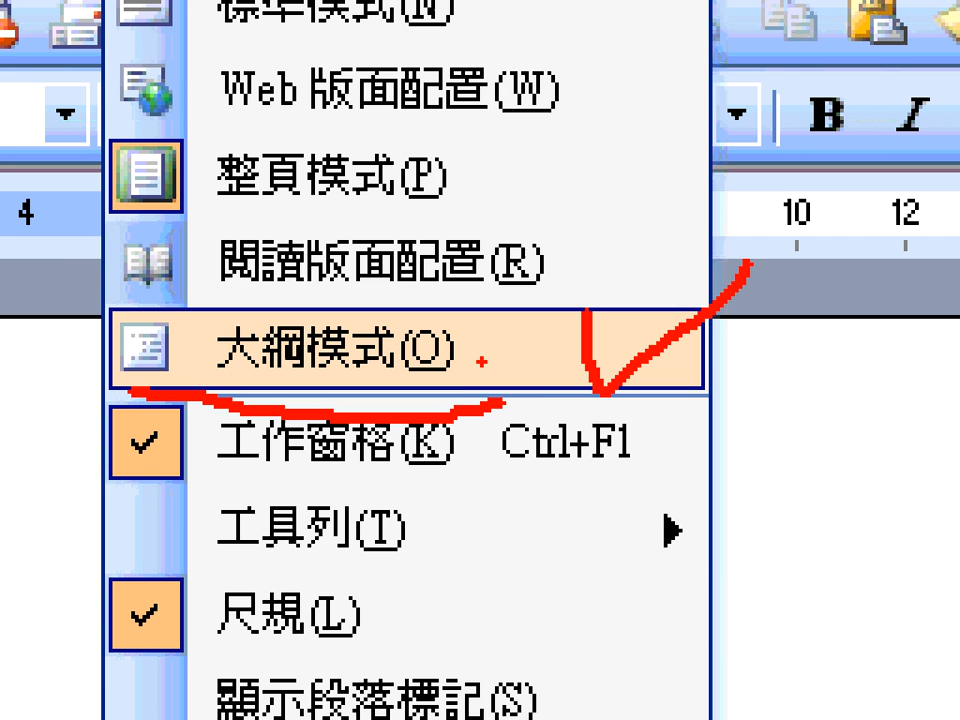 標準模式(N)
Web 版面配置(W)
B I
整頁模式(P)
4 10 12
閱讀版面配置(R)
大綱模式(O)
工作窗格(K) Ctrl+F1
工具列(T)
尺規(L)
顯示段落標記(S)